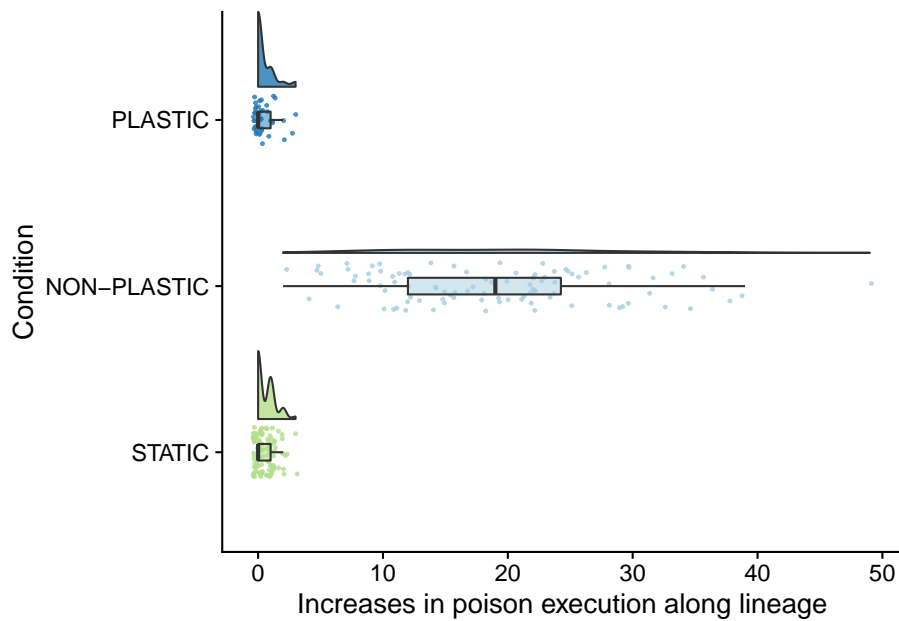 Condition
PLASTIC
NON−PLASTIC
STATIC
0 10 20 30 40 50
Increases in poison execution along lineage